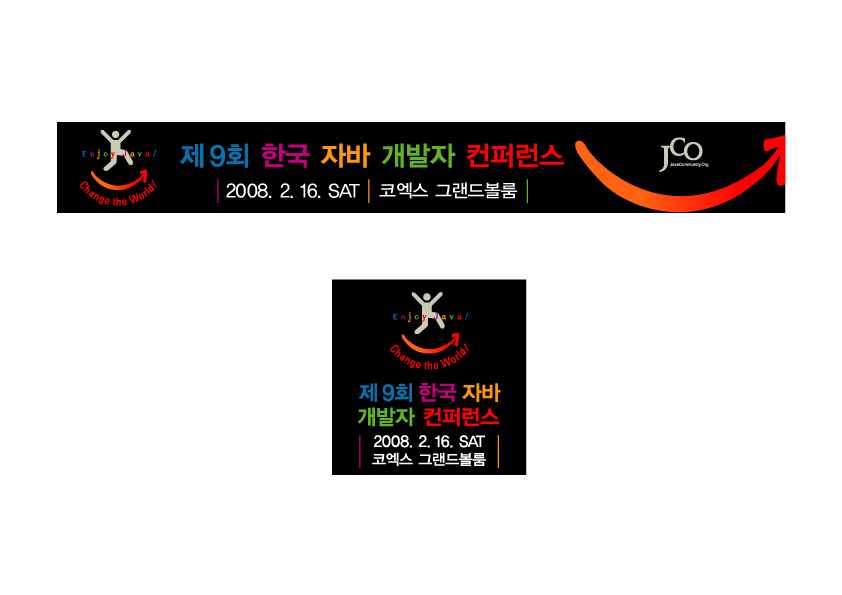 Enjoy Java!
Change the World!
제9회 한국 자바 개발자 컨퍼런스
2008. 2. 16. SAT 코엑스 그랜드볼룸
JCO
JavaCommunity.Org
Enjoy Java!
Change the World!
제9회 한국 자바
개발자 컨퍼런스
2008. 2. 16. SAT
코엑스 그랜드볼룸